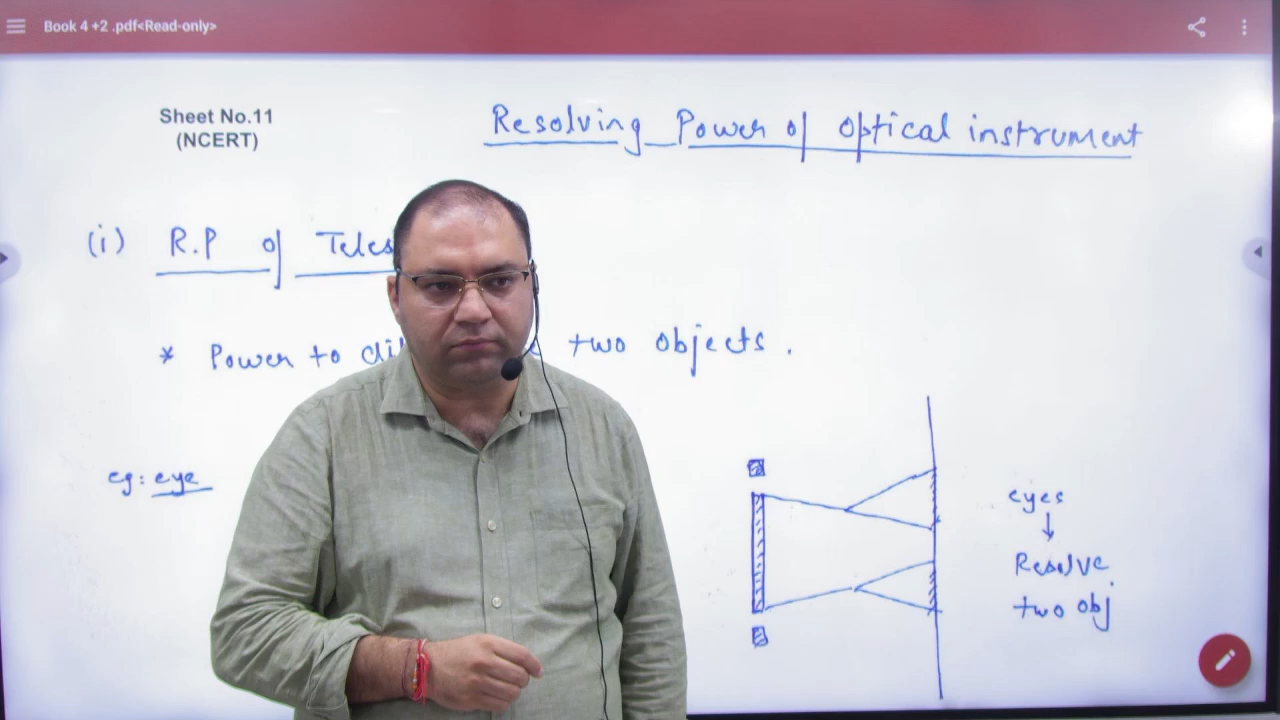 Book 4 +2 .pdf<Read-only>
Sheet No.11
(NCERT)
Resolving Power of optical instrument
(i) R.P of
* Power to two objects.
eg: eye
eyes
↓
Resolve
two obj